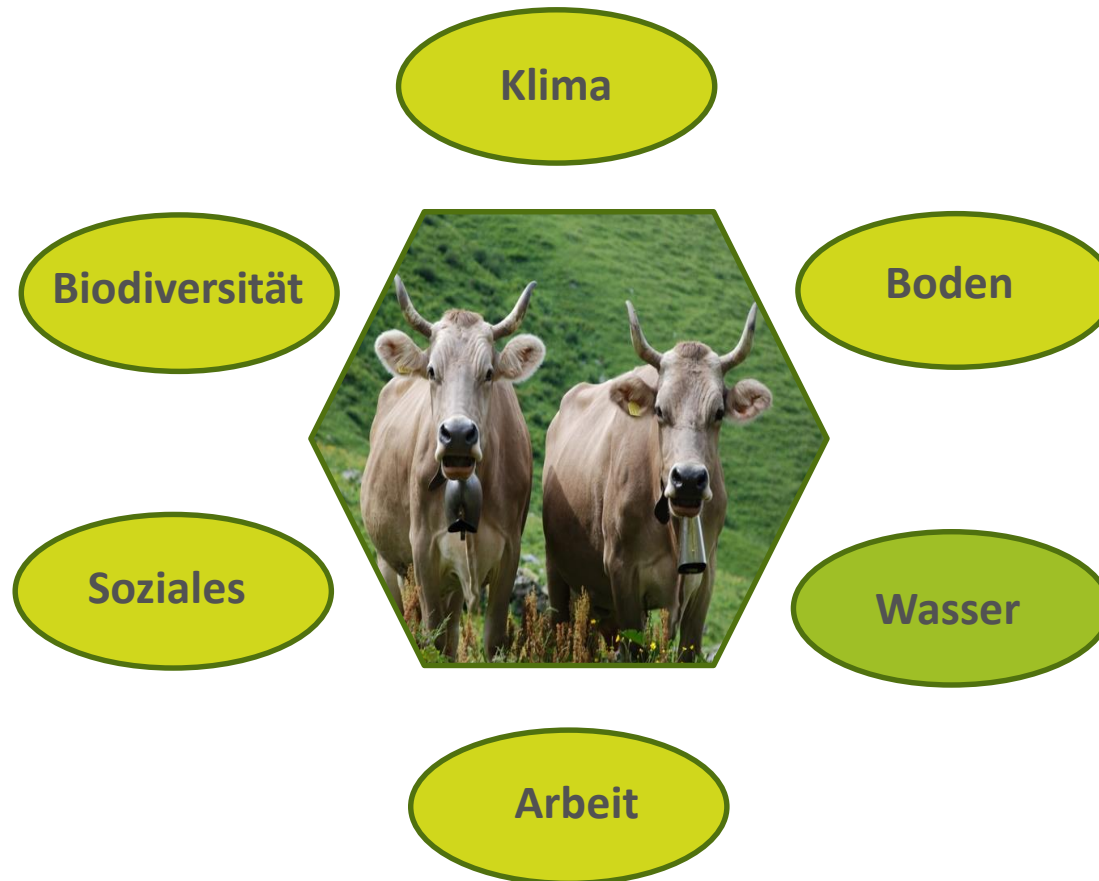 Klima
Biodiversität
Boden
Soziales
Wasser
Arbeit